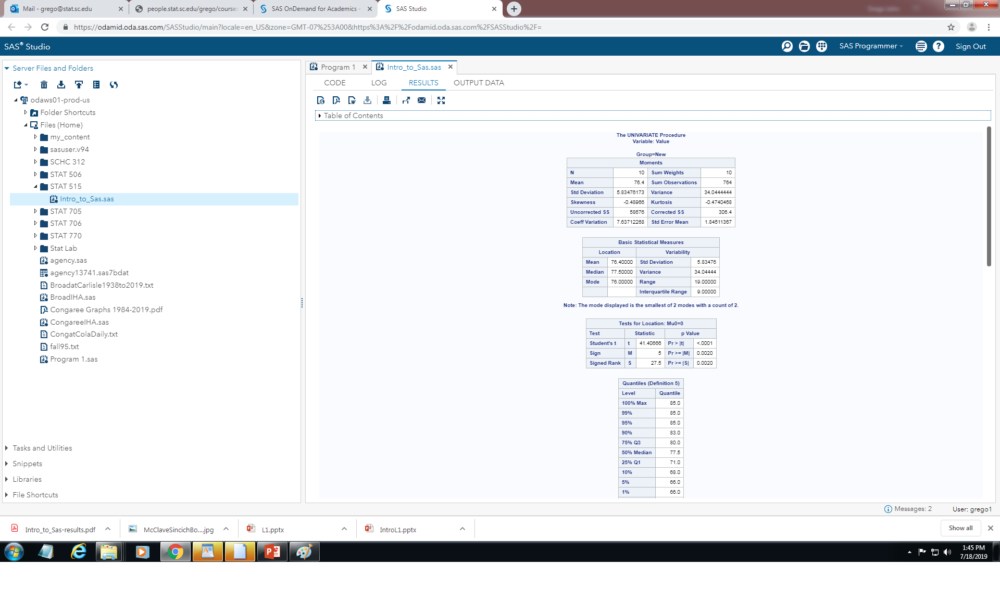 Mail - grego@stat.sc.edu
people.stat.sc.edu/grego/courses
SAS OnDemand for Academics -
SAS Studio
https://odamid.oda.sas.com/SASStudio/main?locale=en_US&zone=GMT-07%253A00&https%3A%2F%2Fodamid.oda.sas.com%2FSASStudio%2F=
SAS® Studio
SAS Programmer
Sign Out
Server Files and Folders
odaws01-prod-us
Folder Shortcuts
Files (Home)
my_content
sasuser.v94
SCHC 312
STAT 506
STAT 515
Intro_to_Sas.sas
STAT 705
STAT 706
STAT 770
Stat Lab
agency.sas
agency13741.sas7bdat
BroadatCarlisle1938to2019.txt
BroadIHA.sas
Congaree Graphs 1984-2019.pdf
CongareeIHA.sas
CongatColaDaily.txt
fall95.txt
Program 1.sas
Tasks and Utilities
Snippets
Libraries
File Shortcuts
Program 1
Intro_to_Sas.sas
CODE LOG RESULTS OUTPUT DATA
Table of Contents
The UNIVARIATE Procedure
Variable: Value
Group=New
Moments
N 10 Sum Weights 10
Mean 76.4 Sum Observations 764
Std Deviation 5.83476173 Variance 34.0444444
Skewness -0.48966 Kurtosis -0.4740468
Uncorrected SS 58676 Corrected SS 306.4
Coeff Variation 7.63712268 Std Error Mean 1.84511367
Basic Statistical Measures
Location Variability
Mean 76.40000 Std Deviation 5.83476
Median 77.50000 Variance 34.04444
Mode 76.00000 Range 19.00000
Interquartile Range 9.00000
Note: The mode displayed is the smallest of 2 modes with a count of 2.
Tests for Location: Mu0=0
Test Statistic p Value
Student's t t 41.40666 Pr > |t| <.0001
Sign M 5 Pr >= |M| 0.0020
Signed Rank S 27.5 Pr >= |S| 0.0020
Quantiles (Definition 5)
Level Quantile
100% Max 85.0
99% 85.0
95% 85.0
90% 83.0
75% Q3 80.0
50% Median 77.5
25% Q1 71.0
10% 68.0
5% 66.0
1% 66.0
Messages: 2
User: grego1
Intro_to_Sas-results.pdf
McClaveSincichBo....jpg
L1.pptx
IntroL1.pptx
Show all
1:45 PM
7/18/2019